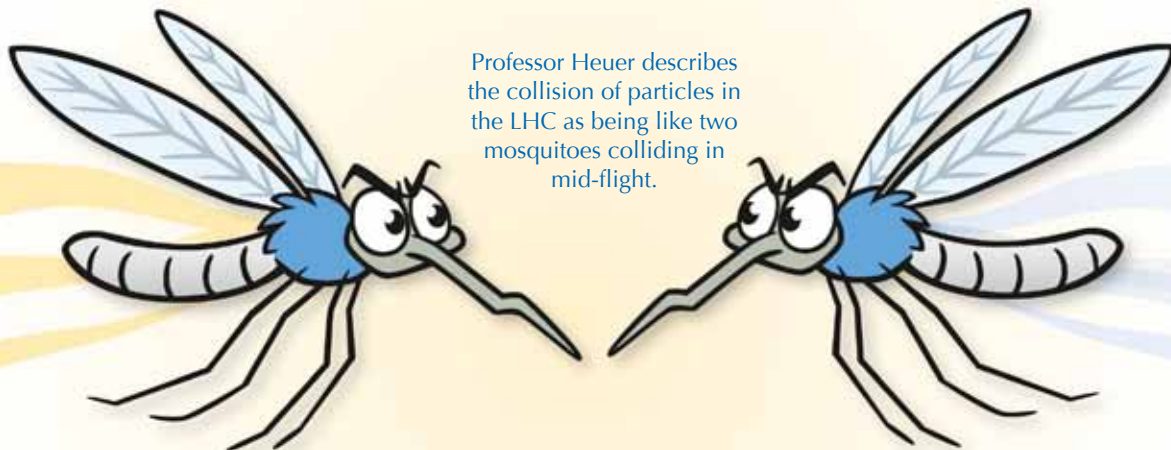 Professor Heuer describes
the collision of particles in
the LHC as being like two
mosquitoes colliding in
mid-flight.